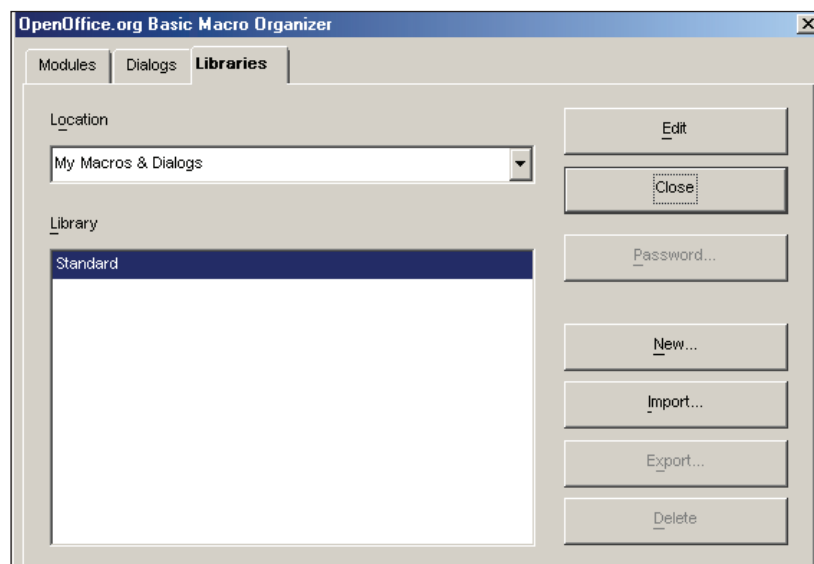 OpenOffice.org Basic Macro Organizer
Modules Dialogs Libraries
Location
My Macros & Dialogs
Library
Standard
Edit
Close
Password...
New...
Import...
Export...
Delete